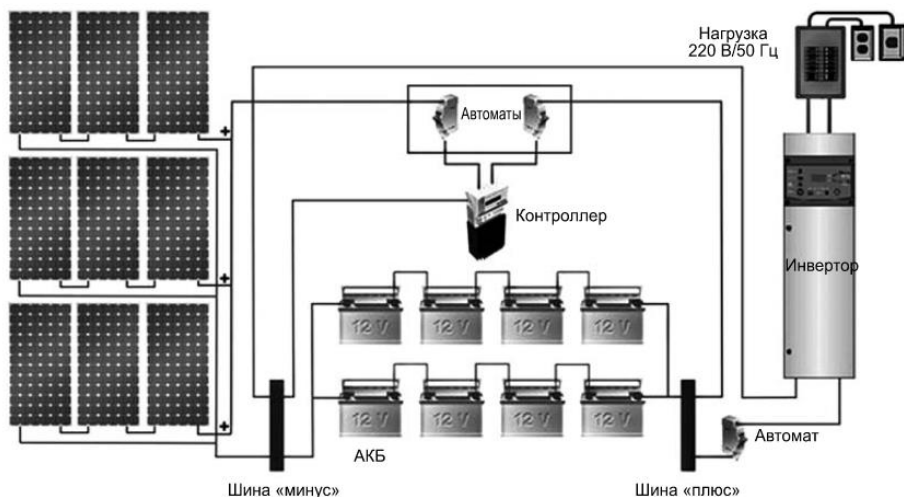 Нагрузка
220 В/50 Гц
Автоматы
+
Контроллер
Инвертор
+
12 V 12 V 12 V 12 V
12 V 12 V 12 V 12 V
+
Автомат
АКБ
Шина «минус»
Шина «плюс»